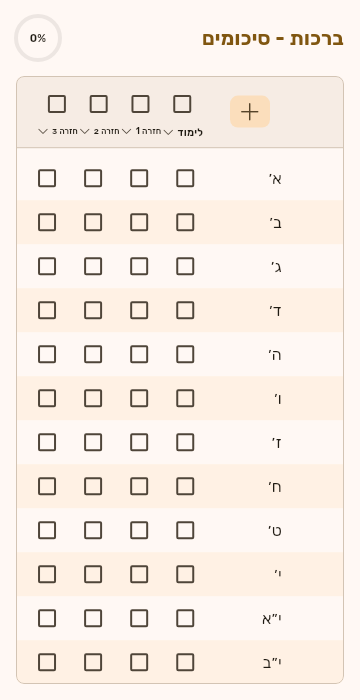 ברכות - סיכומים
0%
לימוד חזרה 1 חזרה 2 חזרה 3
א׳
ב׳
ג׳
ד׳
ה׳
ו׳
ז׳
ח׳
ט׳
י׳
י״א
י״ב